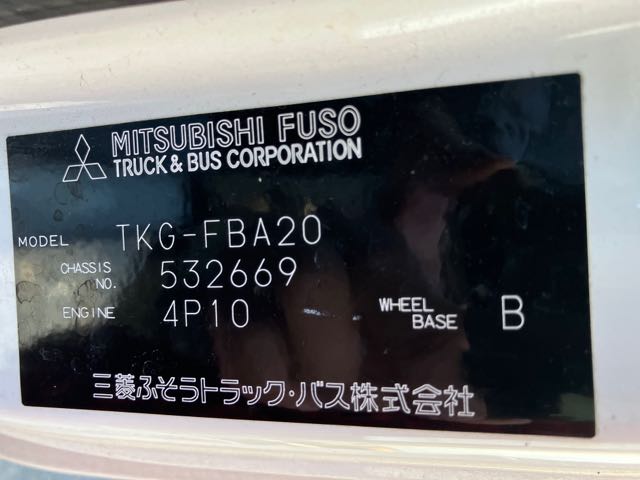 MITSUBISHI FUSO
TRUCK & BUS CORPORATION
MODEL TKG-FBA20
CHASSIS NO. 532669
ENGINE 4P10 WHEEL BASE B
三菱ふそうトラック・バス株式会社